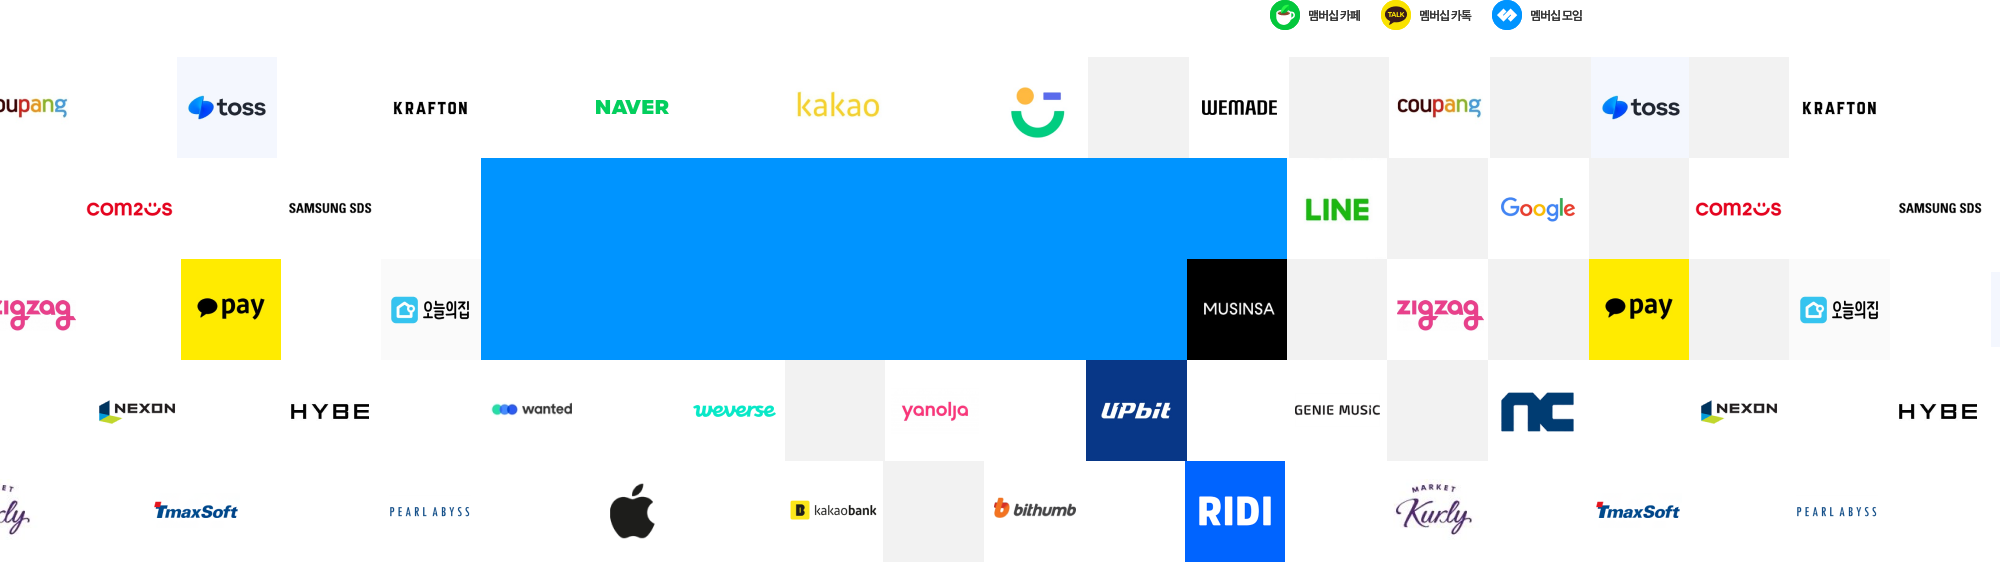 TALK 멤버십 카페 멤버십 카톡 멤버십 모임
coupang toss KRAFTON NAVER kakao WEMADE coupang toss KRAFTON
com2us SAMSUNG SDS LINE Google com2us SAMSUNG SDS
zigzag pay 오늘의집 MUSINSA zigzag pay 오늘의집
NEXON HYBE wanted weverse yanolja UPbit GENIE MUSiC nc NEXON HYBE
TmaxSoft PEARL ABYSS kakaobank bithumb RIDI MARKET Kurly TmaxSoft PEARL ABYSS